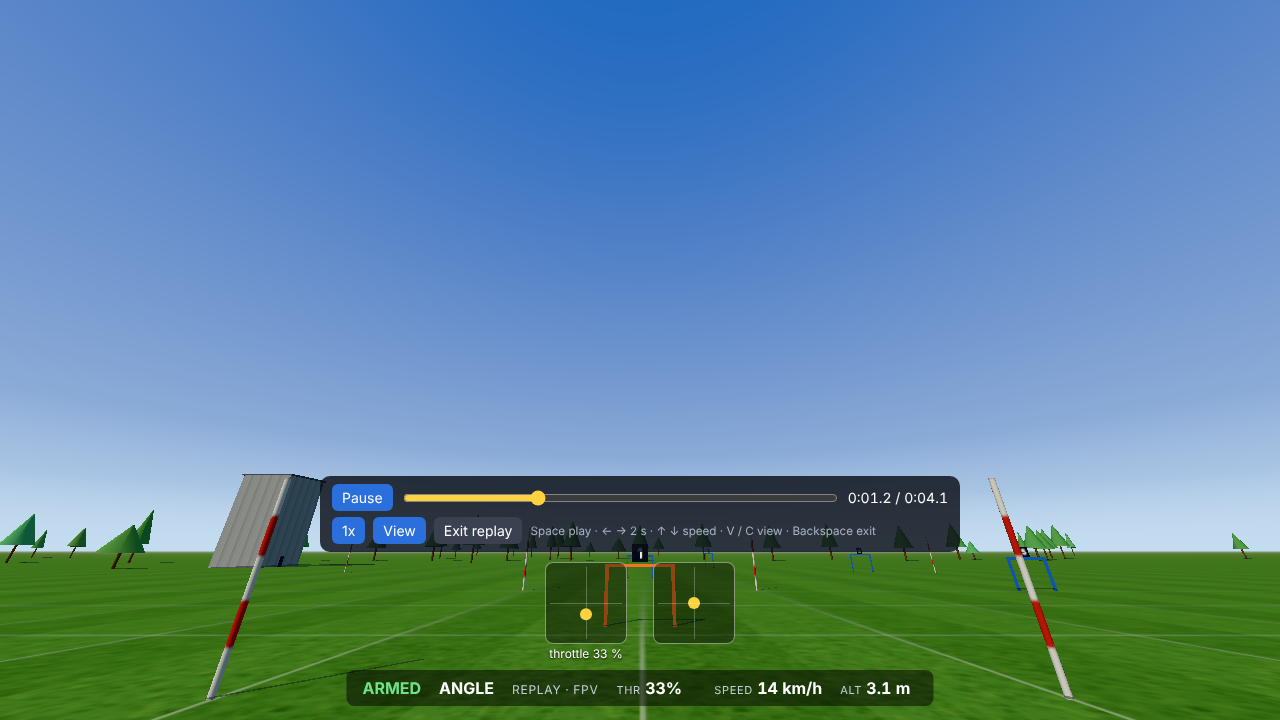 Pause 0:01.2 / 0:04.1
1x View Exit replay Space play · ← → 2 s · ↑ ↓ speed · V / C view · Backspace exit
throttle 33 %
ARMED ANGLE REPLAY · FPV THR 33% SPEED 14 km/h ALT 3.1 m